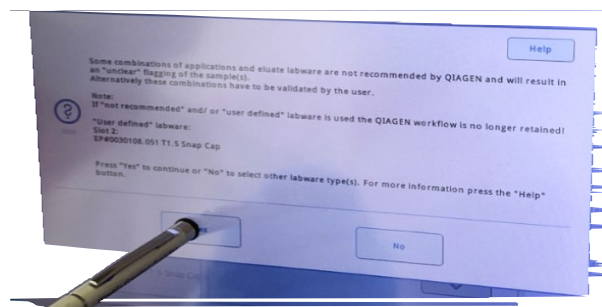 Help
Some combinations of applications and eluate labware are not recommended by QIAGEN and will result in
an "unclear" flagging of the sample(s).
Alternatively these combinations have to be validated by the user.
Note:
If "not recommended" and/ or "user defined" labware is used the QIAGEN workflow is no longer retained!
"User defined" labware:
Slot 2:
EP#0030108.051 T1.5 Snap Cap
Press "Yes" to continue or "No" to select other labware type(s). For more information press the "Help"
button.
No
Snap Cap